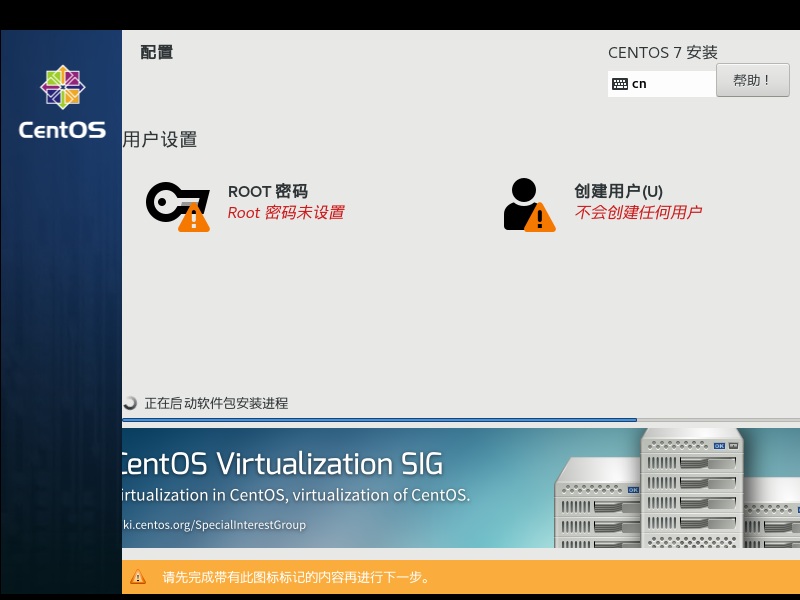 配置
CENTOS 7 安装
cn
帮助！
CentOS
用户设置
ROOT 密码
Root 密码未设置
创建用户(U)
不会创建任何用户
正在启动软件包安装进程
CentOS Virtualization SIG
irtualization in CentOS, virtualization of CentOS.
ki.centos.org/SpecialInterestGroup
OK
OK
请先完成带有此图标标记的内容再进行下一步。